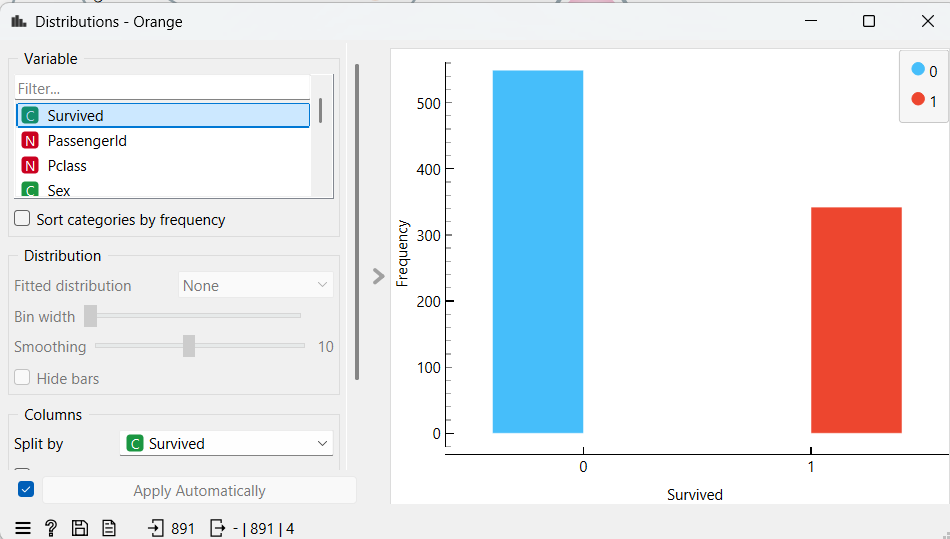 Distributions - Orange
Variable
Filter...
C Survived
N PassengerId
N Pclass
C Sex
Sort categories by frequency
Distribution
Fitted distribution None
Bin width
Smoothing 10
Hide bars
Columns
Split by C Survived
Apply Automatically
? 891 - | 891 | 4
0
1
Frequency
500
400
300
200
100
0
0 1
Survived